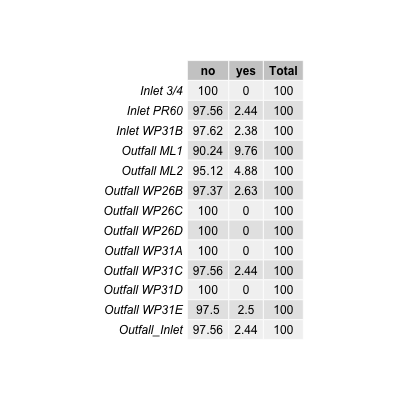 no yes Total
Inlet 3/4 100 0 100
Inlet PR60 97.56 2.44 100
Inlet WP31B 97.62 2.38 100
Outfall ML1 90.24 9.76 100
Outfall ML2 95.12 4.88 100
Outfall WP26B 97.37 2.63 100
Outfall WP26C 100 0 100
Outfall WP26D 100 0 100
Outfall WP31A 100 0 100
Outfall WP31C 97.56 2.44 100
Outfall WP31D 100 0 100
Outfall WP31E 97.5 2.5 100
Outfall_Inlet 97.56 2.44 100